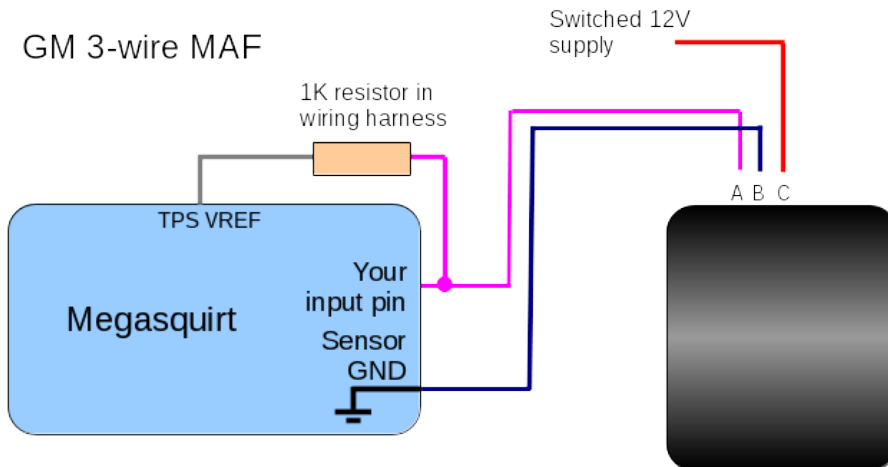 GM 3-wire MAF
Switched 12V
supply
1K resistor in
wiring harness
A B C
TPS VREF
Your
input pin
Megasquirt
Sensor
GND